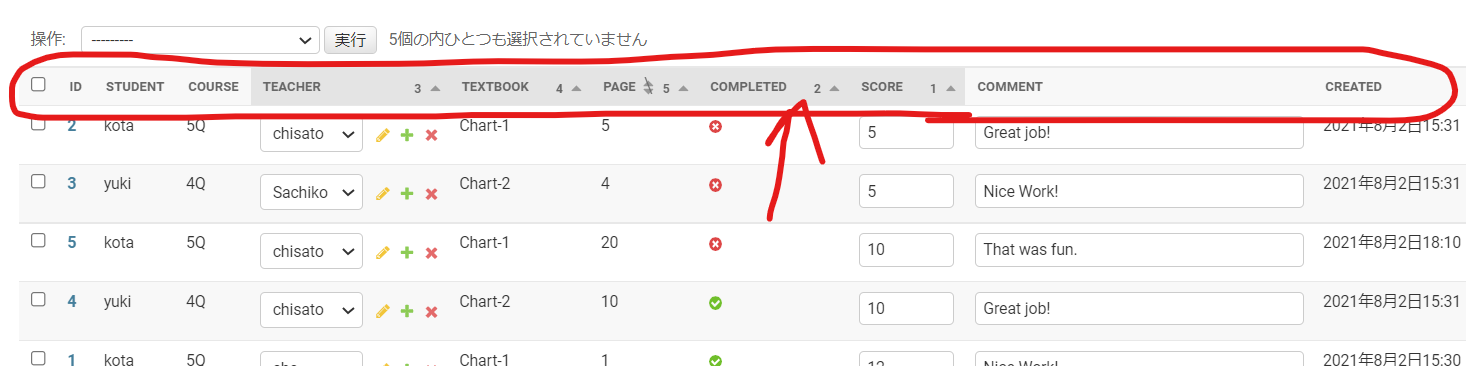 操作: --------- 実行 5個の内ひとつも選択されていません
ID STUDENT COURSE TEACHER 3 TEXTBOOK 4 PAGE 5 COMPLETED 2 SCORE 1 COMMENT CREATED
2 kota 5Q chisato Chart-1 5 5 Great job! 2021年8月2日15:31
3 yuki 4Q Sachiko Chart-2 4 5 Nice Work! 2021年8月2日15:31
5 kota 5Q chisato Chart-1 20 10 That was fun. 2021年8月2日18:10
4 yuki 4Q chisato Chart-2 10 10 Great job! 2021年8月2日15:31
1 kota 5Q Chart-1 1 Nice Work! 2021年8月2日15:30